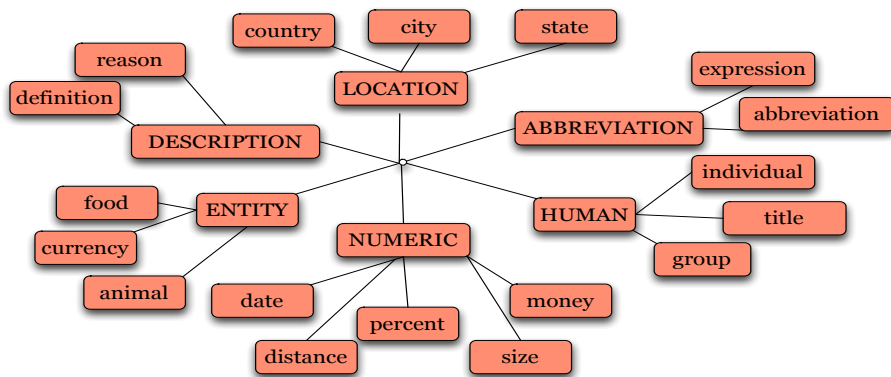 country
city
state
reason
definition
LOCATION
expression
abbreviation
DESCRIPTION
ABBREVIATION
individual
food
ENTITY
HUMAN
title
currency
NUMERIC
group
animal
date
money
percent
distance
size